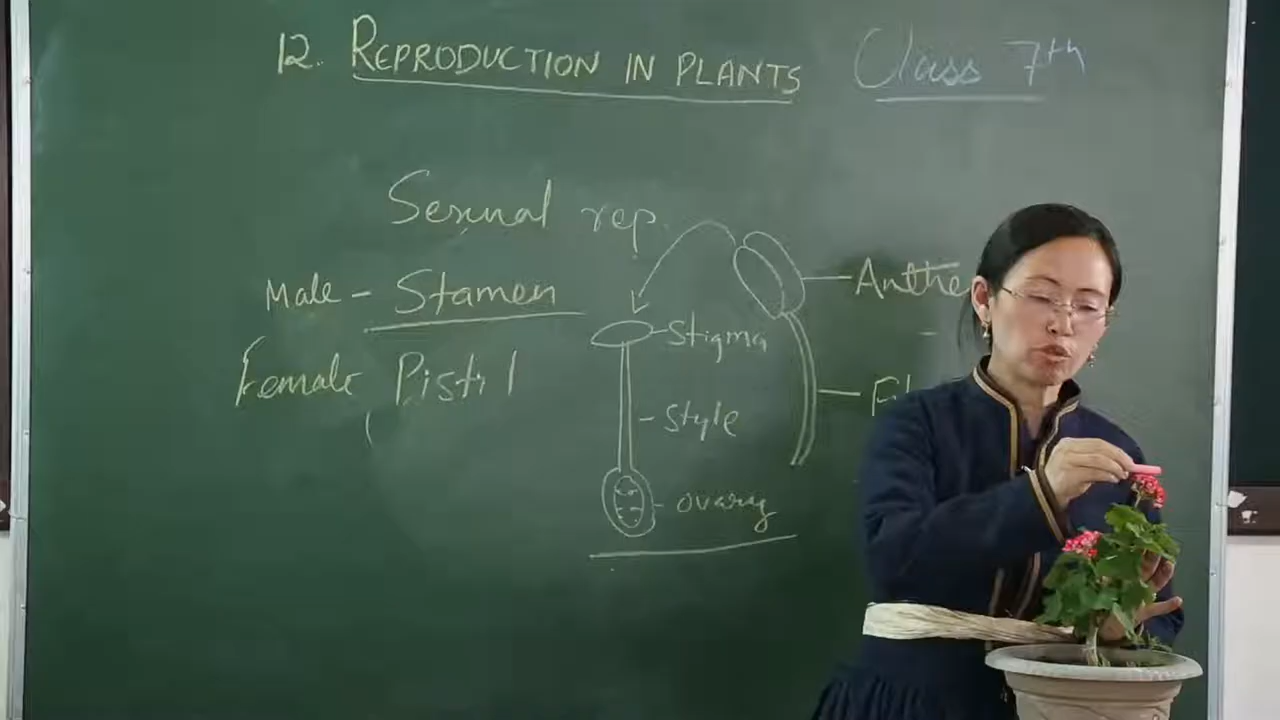 12. REPRODUCTION IN PLANTS Class 7th
Sexual rep.
Male - Stamen
Anthe
Stigma
Female Pistil
Style
ovary